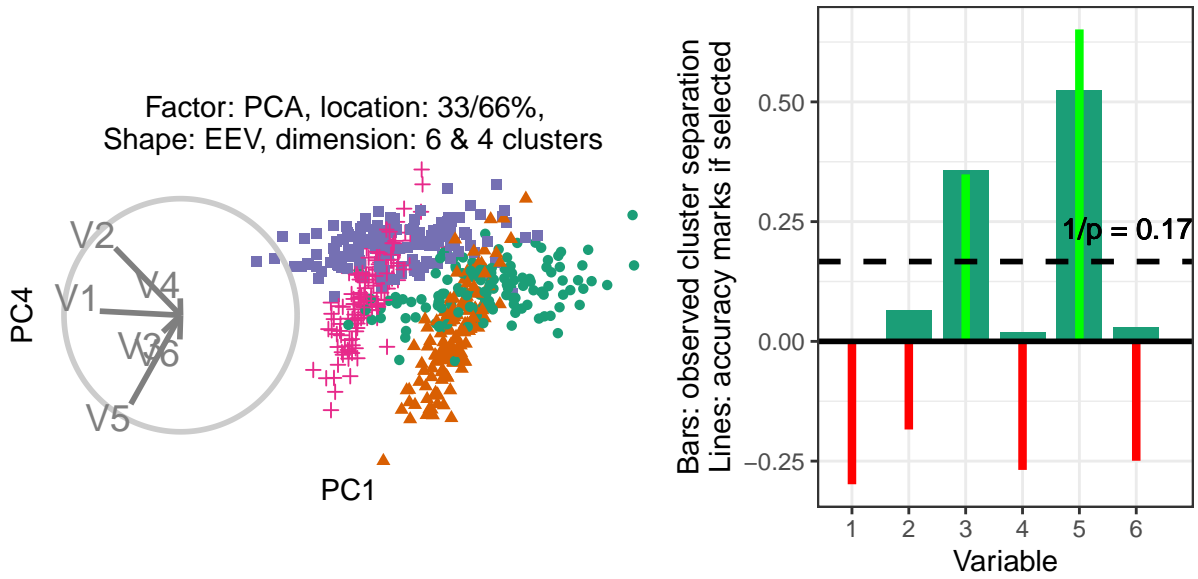 Factor: PCA, location: 33/66%,
Shape: EEV, dimension: 6 & 4 clusters
PC4
V2
V4
V1
V3
V6
V5
PC1
Bars: observed cluster separation
Lines: accuracy marks if selected
0.50
0.25
0.00
−0.25
1/p = 0.17
1
2
3
4
5
6
Variable